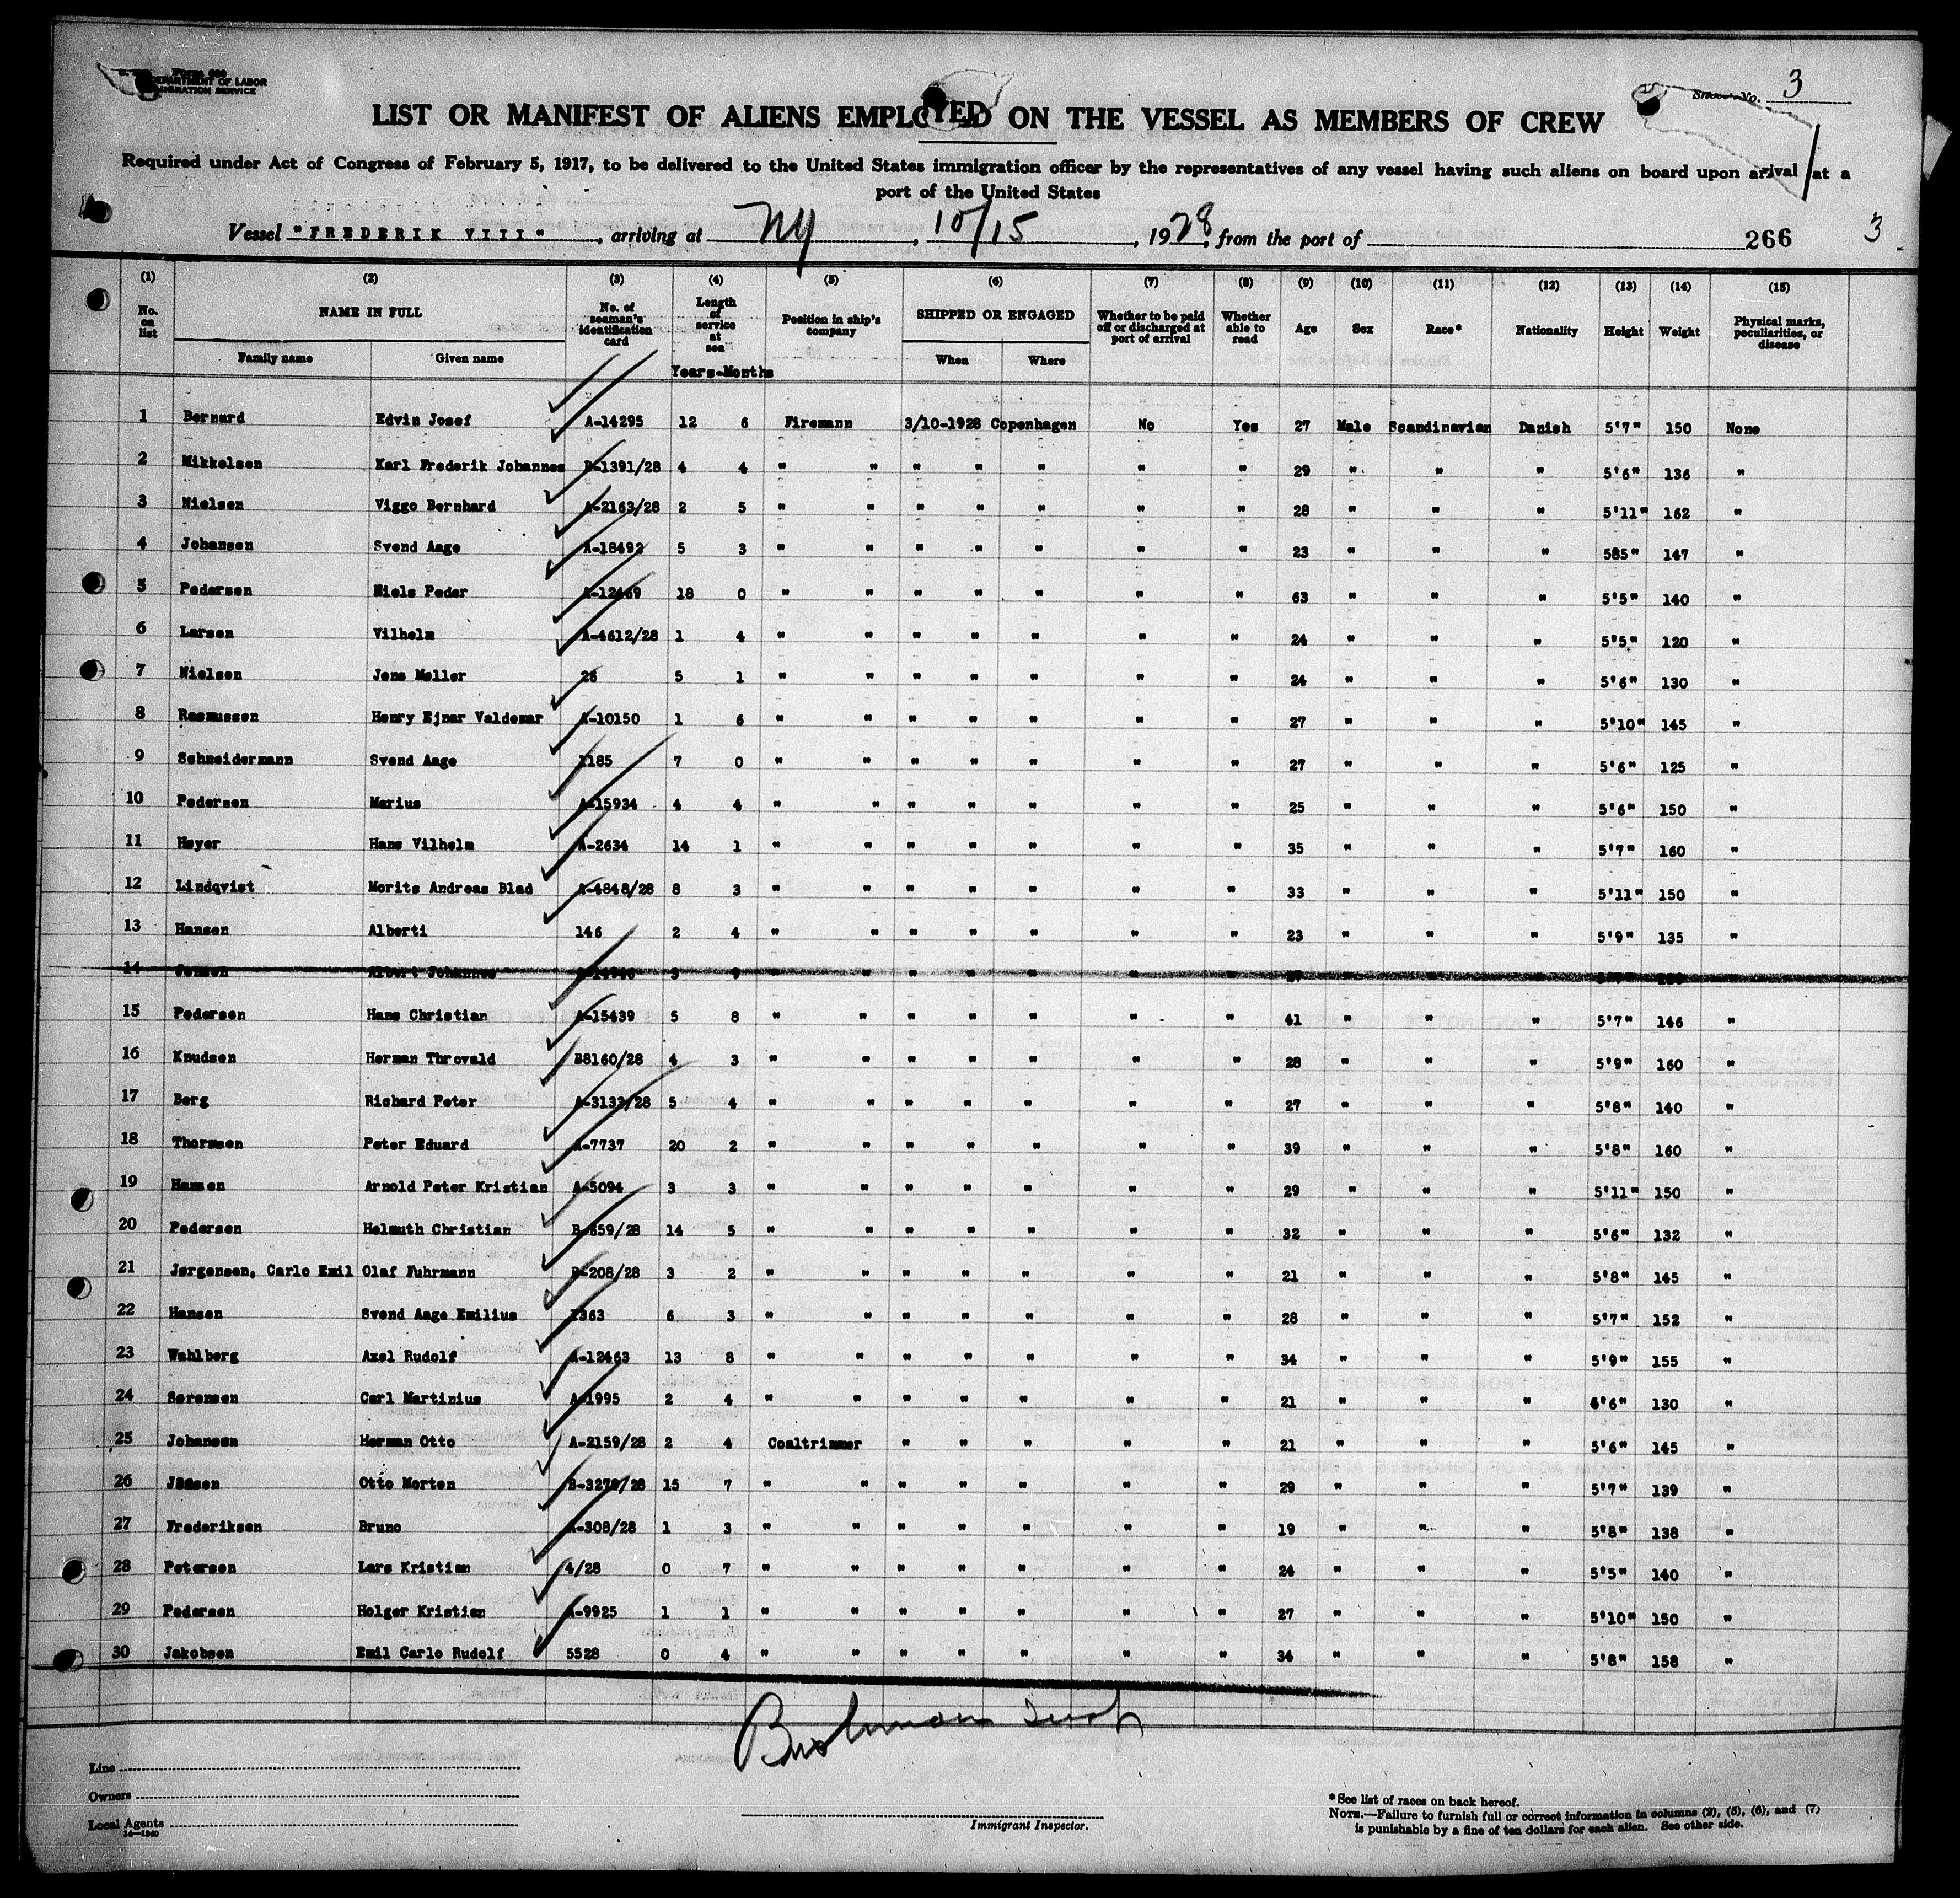 Form 689
DEPARTMENT OF LABOR
IMMIGRATION SERVICE
Sheet No. 3
LIST OR MANIFEST OF ALIENS EMPLOYED ON THE VESSEL AS MEMBERS OF CREW
Required under Act of Congress of February 5, 1917, to be delivered to the United States immigration officer by the representatives of any vessel having such aliens on board upon arrival at a
port of the United States
Vessel "FREDERIK VIII", arriving at NY, 10/15, 1928, from the port of 266 3
(1) (2) (3) (4) (5) (6) (7) (8) (9) (10) (11) (12) (13) (14) (15)
No. on list NAME IN FULL Family name Given name No. of seaman's identification card Length of service at sea Years-Months Position in ship's company SHIPPED OR ENGAGED When Where Whether to be paid off or discharged at port of arrival Whether able to read Age Sex Race* Nationality Height Weight Physical marks, peculiarities, or disease
1 Bernard Edvin Josef A-14295 12 6 Firemann 3/10-1928 Copenhagen No Yes 27 Male Scandinavian Danish 5'7" 150 None
2 Mikkelsen Karl Frederik Johannes B-1391/28 4 4 " " " " " " " 29 " " " 5'6" 136 "
3 Nielsen Viggo Bernhard A-2163/28 2 5 " " " " " " " 28 " " " 5'11" 162 "
4 Johansen Svend Aage A-18492 5 3 " " " " " " " 23 " " " 585" 147 "
5 Pedersen Niels Peder A-12469 18 0 " " " " " " " 63 " " " 5'5" 140 "
6 Larsen Vilhelm A-4612/28 1 4 " " " " " " " 24 " " " 5'5" 120 "
7 Nielsen Jens Møller 26 5 1 " " " " " " " 24 " " " 5'6" 130 "
8 Rasmussen Henry Ejnar Valdemar A-10150 1 6 " " " " " " " 27 " " " 5'10" 145 "
9 Schneidermann Svend Aage 1185 7 0 " " " " " " " 27 " " " 5'6" 125 "
10 Pedersen Marius A-15934 4 4 " " " " " " " 25 " " " 5'6" 150 "
11 Høyer Hans Vilhelm A-2634 14 1 " " " " " " " 35 " " " 5'7" 160 "
12 Lindqvist Morits Andreas Blad A-4848/28 8 3 " " " " " " " 33 " " " 5'11" 150 "
13 Hansen Alberti 146 2 4 " " " " " " " 23 " " " 5'9" 135 "
14 Jensen Albert Johannes
15 Pedersen Hans Christian A-15439 5 8 " " " " " " " 41 " " " 5'7" 146 "
16 Knudsen Herman Throvald B8160/28 4 3 " " " " " " " 28 " " " 5'9" 160 "
17 Berg Richard Peter A-3133/28 5 4 " " " " " " " 27 " " " 5'8" 140 "
18 Thormsen Peter Eduard A-7737 20 2 " " " " " " " 39 " " " 5'8" 160 "
19 Hansen Arnold Peter Kristian A-5094 3 3 " " " " " " " 29 " " " 5'11" 150 "
20 Pedersen Helmuth Christian B-659/28 14 5 " " " " " " " 32 " " " 5'6" 132 "
21 Jørgensen, Carlo Emil Olaf Fuhrmann B-208/28 3 2 " " " " " " " 21 " " " 5'8" 145 "
22 Hansen Svend Aage Emilius 1363 6 3 " " " " " " " 28 " " " 5'7" 152 "
23 Wahlberg Axel Rudolf A-12463 13 8 " " " " " " " 34 " " " 5'9" 155 "
24 Sørensen Carl Martinius A-1995 2 4 " " " " " " " 21 " " " 6'6" 130 "
25 Johansen Herman Otto A-2159/28 2 4 Coaltrimmer " " " " " 21 " " " 5'6" 145 "
26 Otto Morten B-3279/28 15 7 " " " " " " " 29 " " " 5'7" 139 "
27 Frederiksen Bruno A-308/28 1 3 " " " " " " " 19 " " " 5'8" 138 "
28 Petersen Lars Kristian 4/28 0 7 " " " " " " " 24 " " " 5'5" 140 "
29 Pedersen Holger Kristian A-9925 1 1 " " " " " " " 27 " " " 5'10" 150 "
30 Jakobsen Emil Carlo Rudolf 5528 0 4 " " " " " " " 34 " " " 5'8" 158 "
Line
Owners
Local Agents
14—1240
Immigrant Inspector.
*See list of races on back hereof.
NOTE.—Failure to furnish full or correct information in columns (2), (5), (6), and (7)
is punishable by a fine of ten dollars for each alien. See other side.